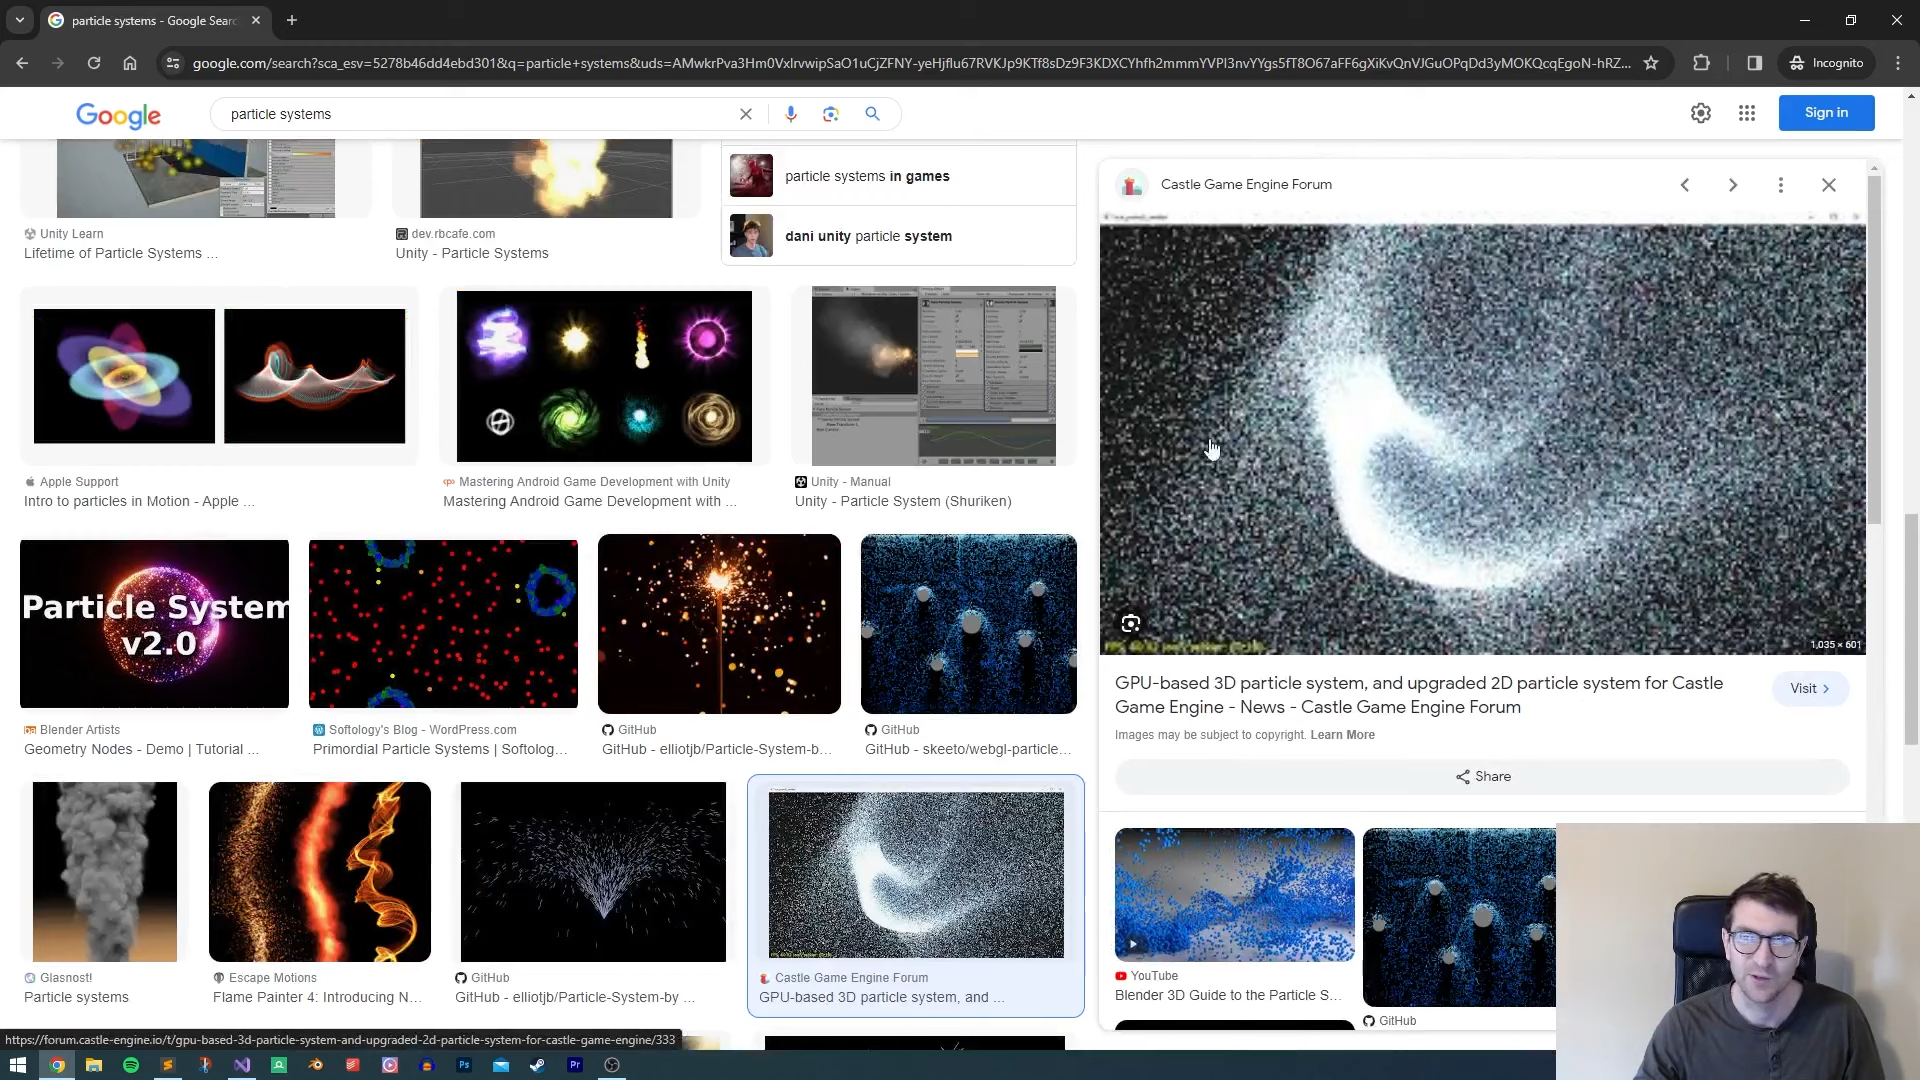 particle systems - Google Searc
google.com/search?sca_esv=5278b46dd4ebd301&q=particle+systems&uds=AMwkrPva3Hm0VxlrvwipSaO1uCjZFNY-yeHjflu67RVKJp9KTf8sDz9F3KDXCYhfh2mmmYVPI3nvYYgs5fT8O67aFF6gXiKvQnVJGuOPqDd3yMOKQcqEgoN-hRZ...
Incognito
Google
particle systems
Sign in
particle systems in games
dani unity particle system
Unity Learn
Lifetime of Particle Systems ...
dev.rbcafe.com
Unity - Particle Systems
Apple Support
Intro to particles in Motion - Apple ...
Mastering Android Game Development with Unity
Mastering Android Game Development with ...
Unity - Manual
Unity - Particle System (Shuriken)
Particle System
v2.0
Blender Artists
Geometry Nodes - Demo | Tutorial ...
Softology's Blog - WordPress.com
Primordial Particle Systems | Softolog...
GitHub
GitHub - elliotjb/Particle-System-b...
GitHub
GitHub - skeeto/webgl-particle...
Glasnost!
Particle systems
Escape Motions
Flame Painter 4: Introducing N...
GitHub
GitHub - elliotjb/Particle-System-by ...
Castle Game Engine Forum
GPU-based 3D particle system, and ...
Castle Game Engine Forum
1,035 × 601
GPU-based 3D particle system, and upgraded 2D particle system for Castle
Game Engine - News - Castle Game Engine Forum
Visit
Images may be subject to copyright. Learn More
Share
YouTube
Blender 3D Guide to the Particle S...
GitHub
https://forum.castle-engine.io/t/gpu-based-3d-particle-system-and-upgraded-2d-particle-system-for-castle-game-engine/333